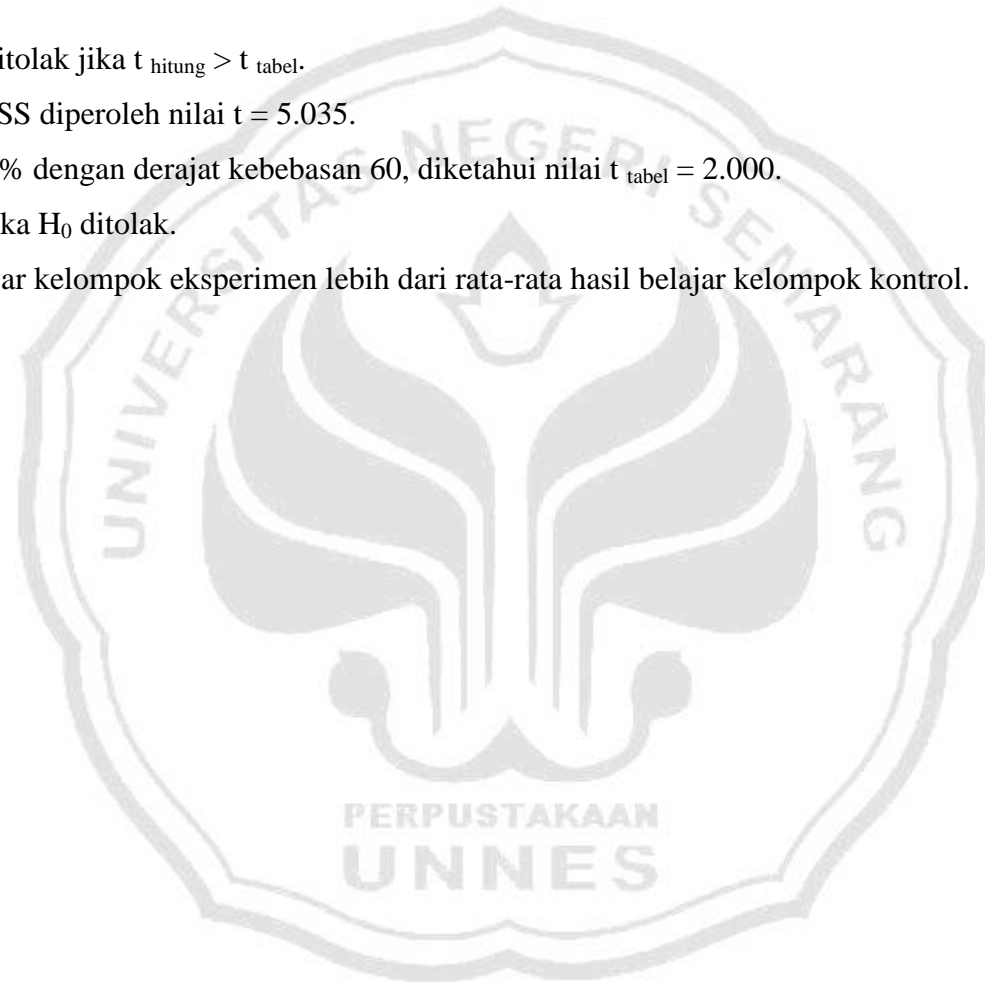 itolak jika t hitung > t tabel.
SS diperoleh nilai t = 5.035.
% dengan derajat kebebasan 60, diketahui nilai t tabel = 2.000.
ka H₀ ditolak.
ar kelompok eksperimen lebih dari rata-rata hasil belajar kelompok kontrol.
UNIVERSITAS NEGERI SEMARANG
PERPUSTAKAAN
UNNES